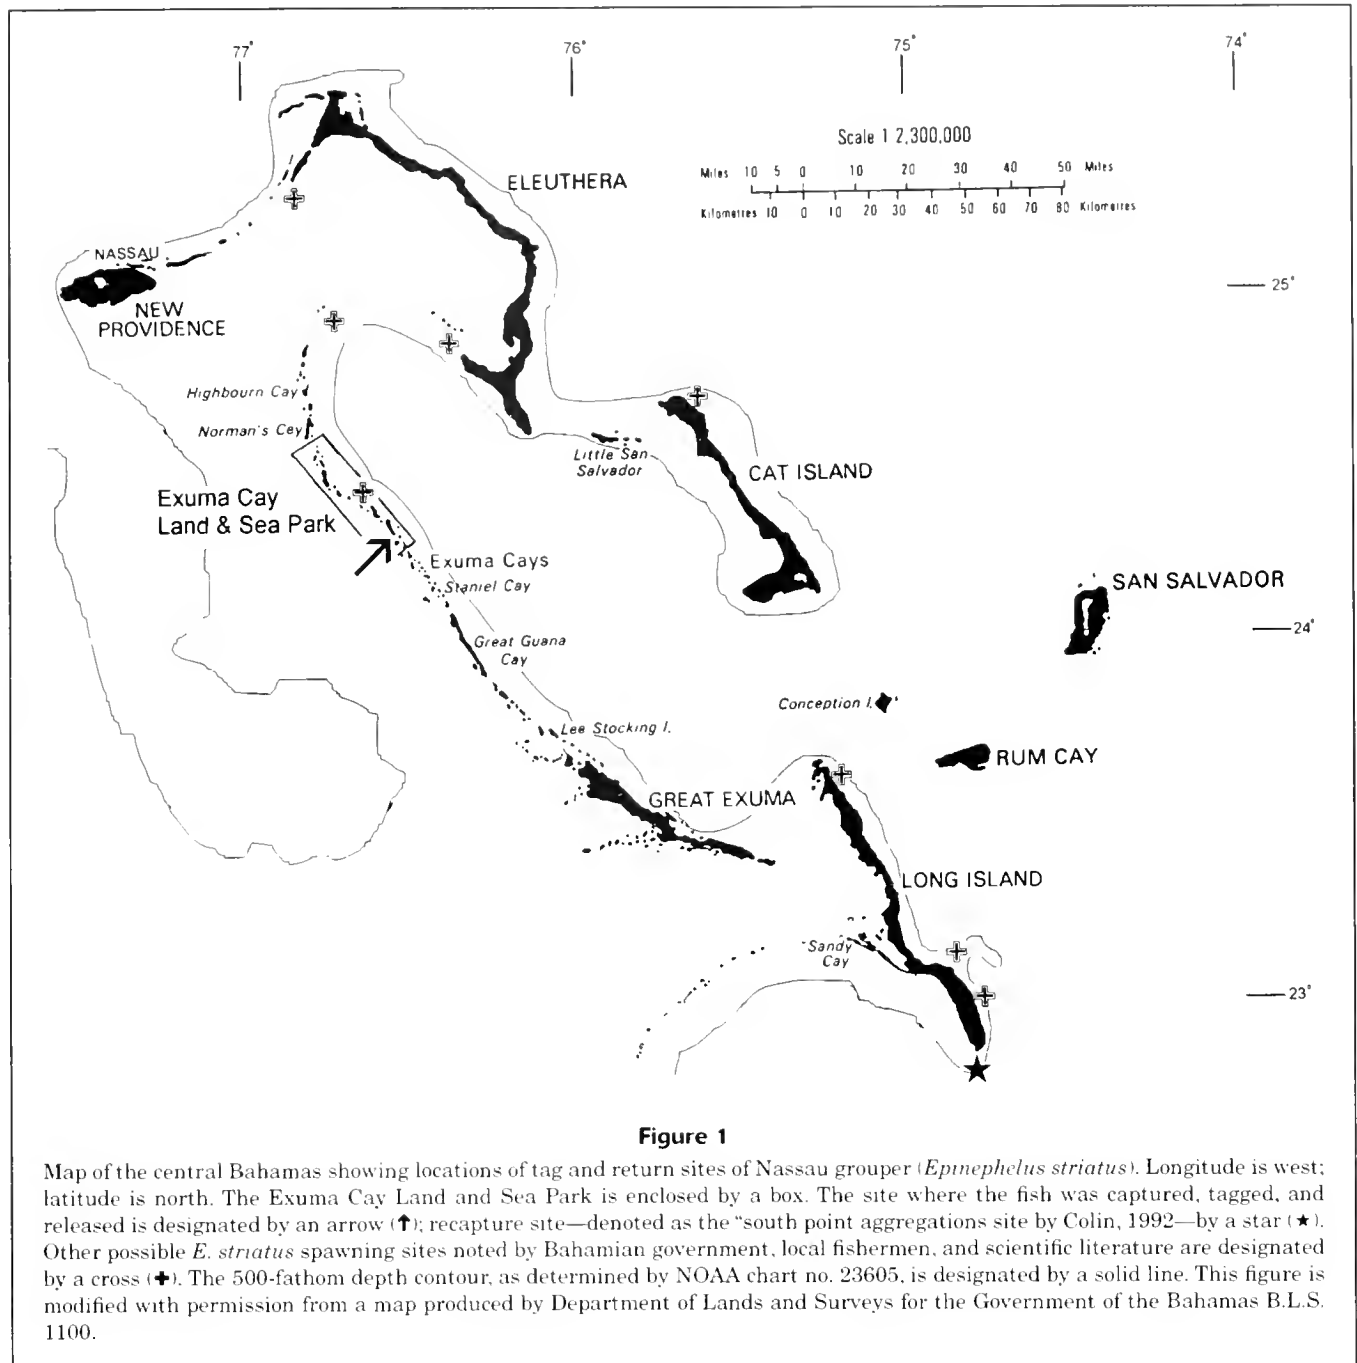 77°
76°
75°
74°
Scale 1 2,300,000
Miles 10 5 0 10 20 30 40 50 Miles
Kilometres 10 0 10 20 30 40 50 60 70 80 Kilometres
ELEUTHERA
NASSAU
NEW
PROVIDENCE
25°
Highbourn Cay
Norman's Cey
Little San
Salvador
CAT ISLAND
Exuma Cay
Land & Sea Park
Exuma Cays
Staniel Cay
SAN SALVADOR
24°
Great Guana
Cay
Conception I.
Lee Stocking I.
RUM CAY
GREAT EXUMA
LONG ISLAND
Sandy
Cay
23°
Figure 1
Map of the central Bahamas showing locations of tag and return sites of Nassau grouper (Epinephelus striatus). Longitude is west;
latitude is north. The Exuma Cay Land and Sea Park is enclosed by a box. The site where the fish was captured, tagged, and
released is designated by an arrow (↑); recapture site—denoted as the "south point aggregations site by Colin, 1992—by a star (★).
Other possible E. striatus spawning sites noted by Bahamian government, local fishermen, and scientific literature are designated
by a cross (✚). The 500-fathom depth contour, as determined by NOAA chart no. 23605, is designated by a solid line. This figure is
modified with permission from a map produced by Department of Lands and Surveys for the Government of the Bahamas B.L.S.
1100.